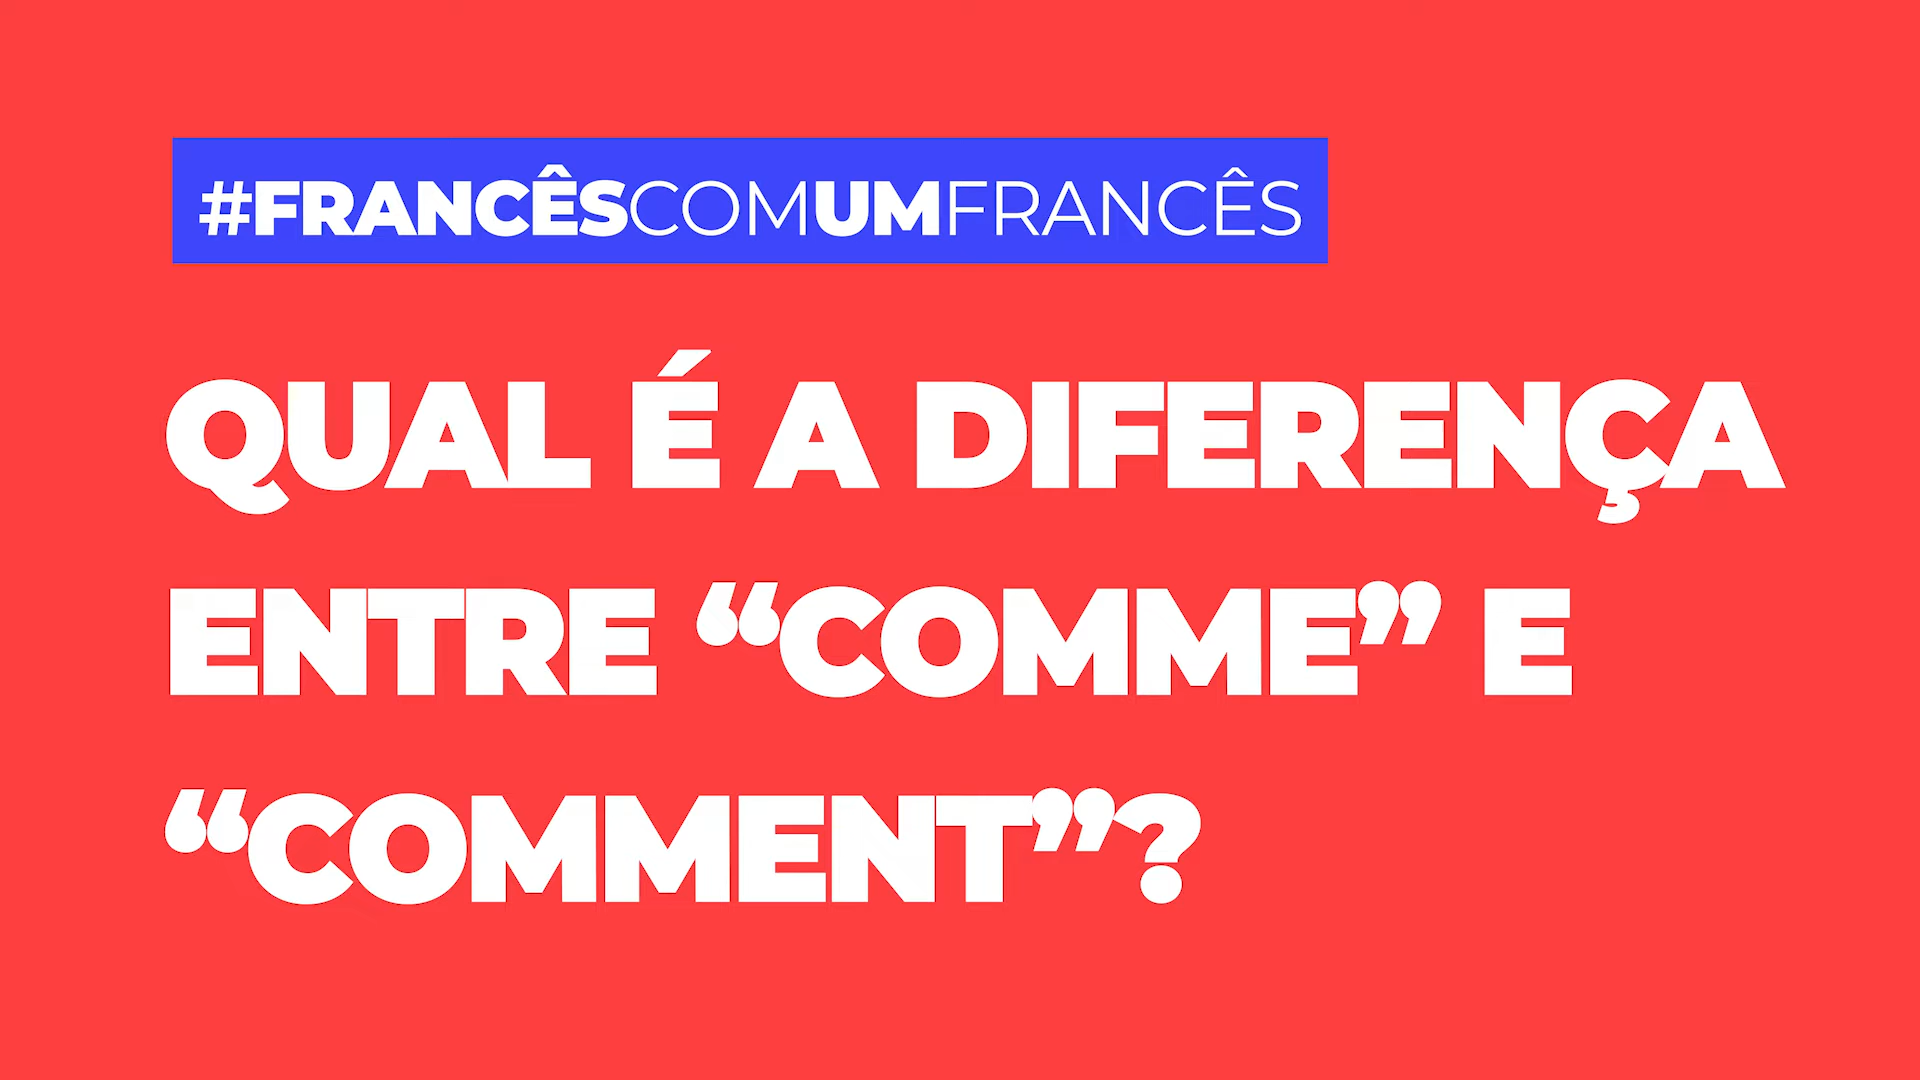 #FRANCÊSCOMUMFRANCÊS
QUAL É A DIFERENÇA
ENTRE “COMME” E
“COMMENT”?